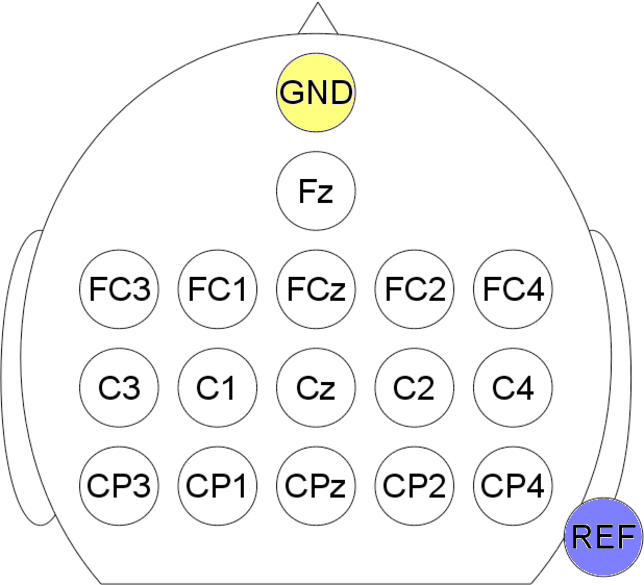 GND
Fz
FC3 FC1 FCz FC2 FC4
C3 C1 Cz C2 C4
CP3 CP1 CPz CP2 CP4
REF